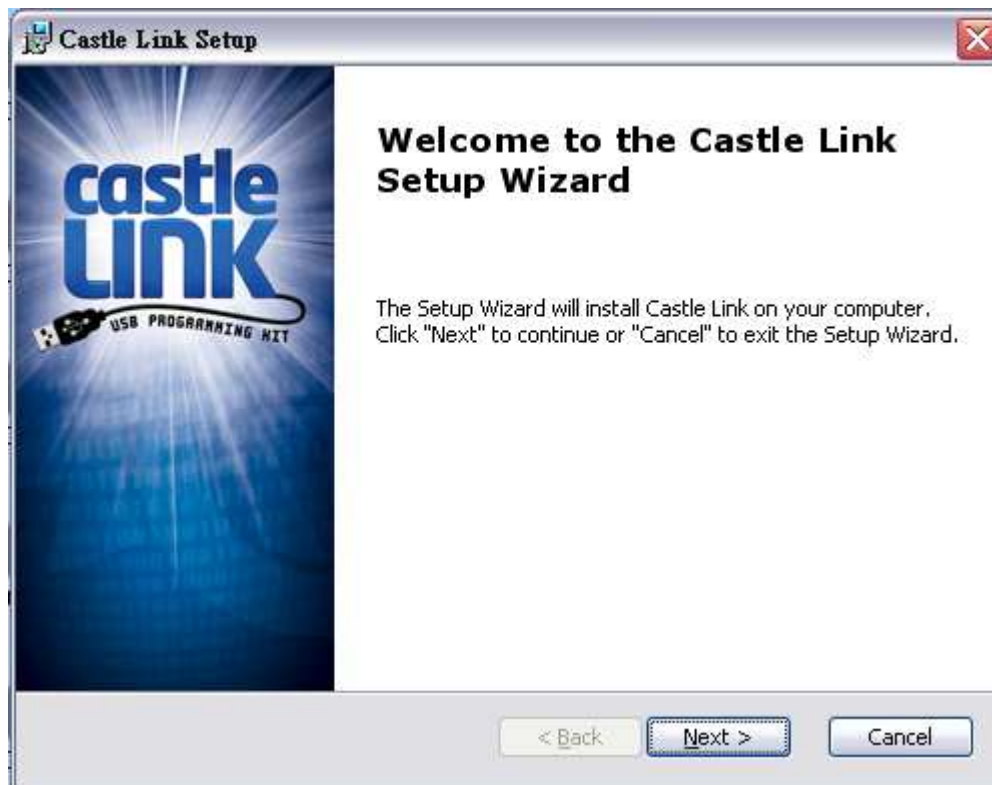 Castle Link Setup
castle
LINK
USB PROGRAMMING KIT
Welcome to the Castle Link
Setup Wizard
The Setup Wizard will install Castle Link on your computer.
Click "Next" to continue or "Cancel" to exit the Setup Wizard.
< Back
Next >
Cancel